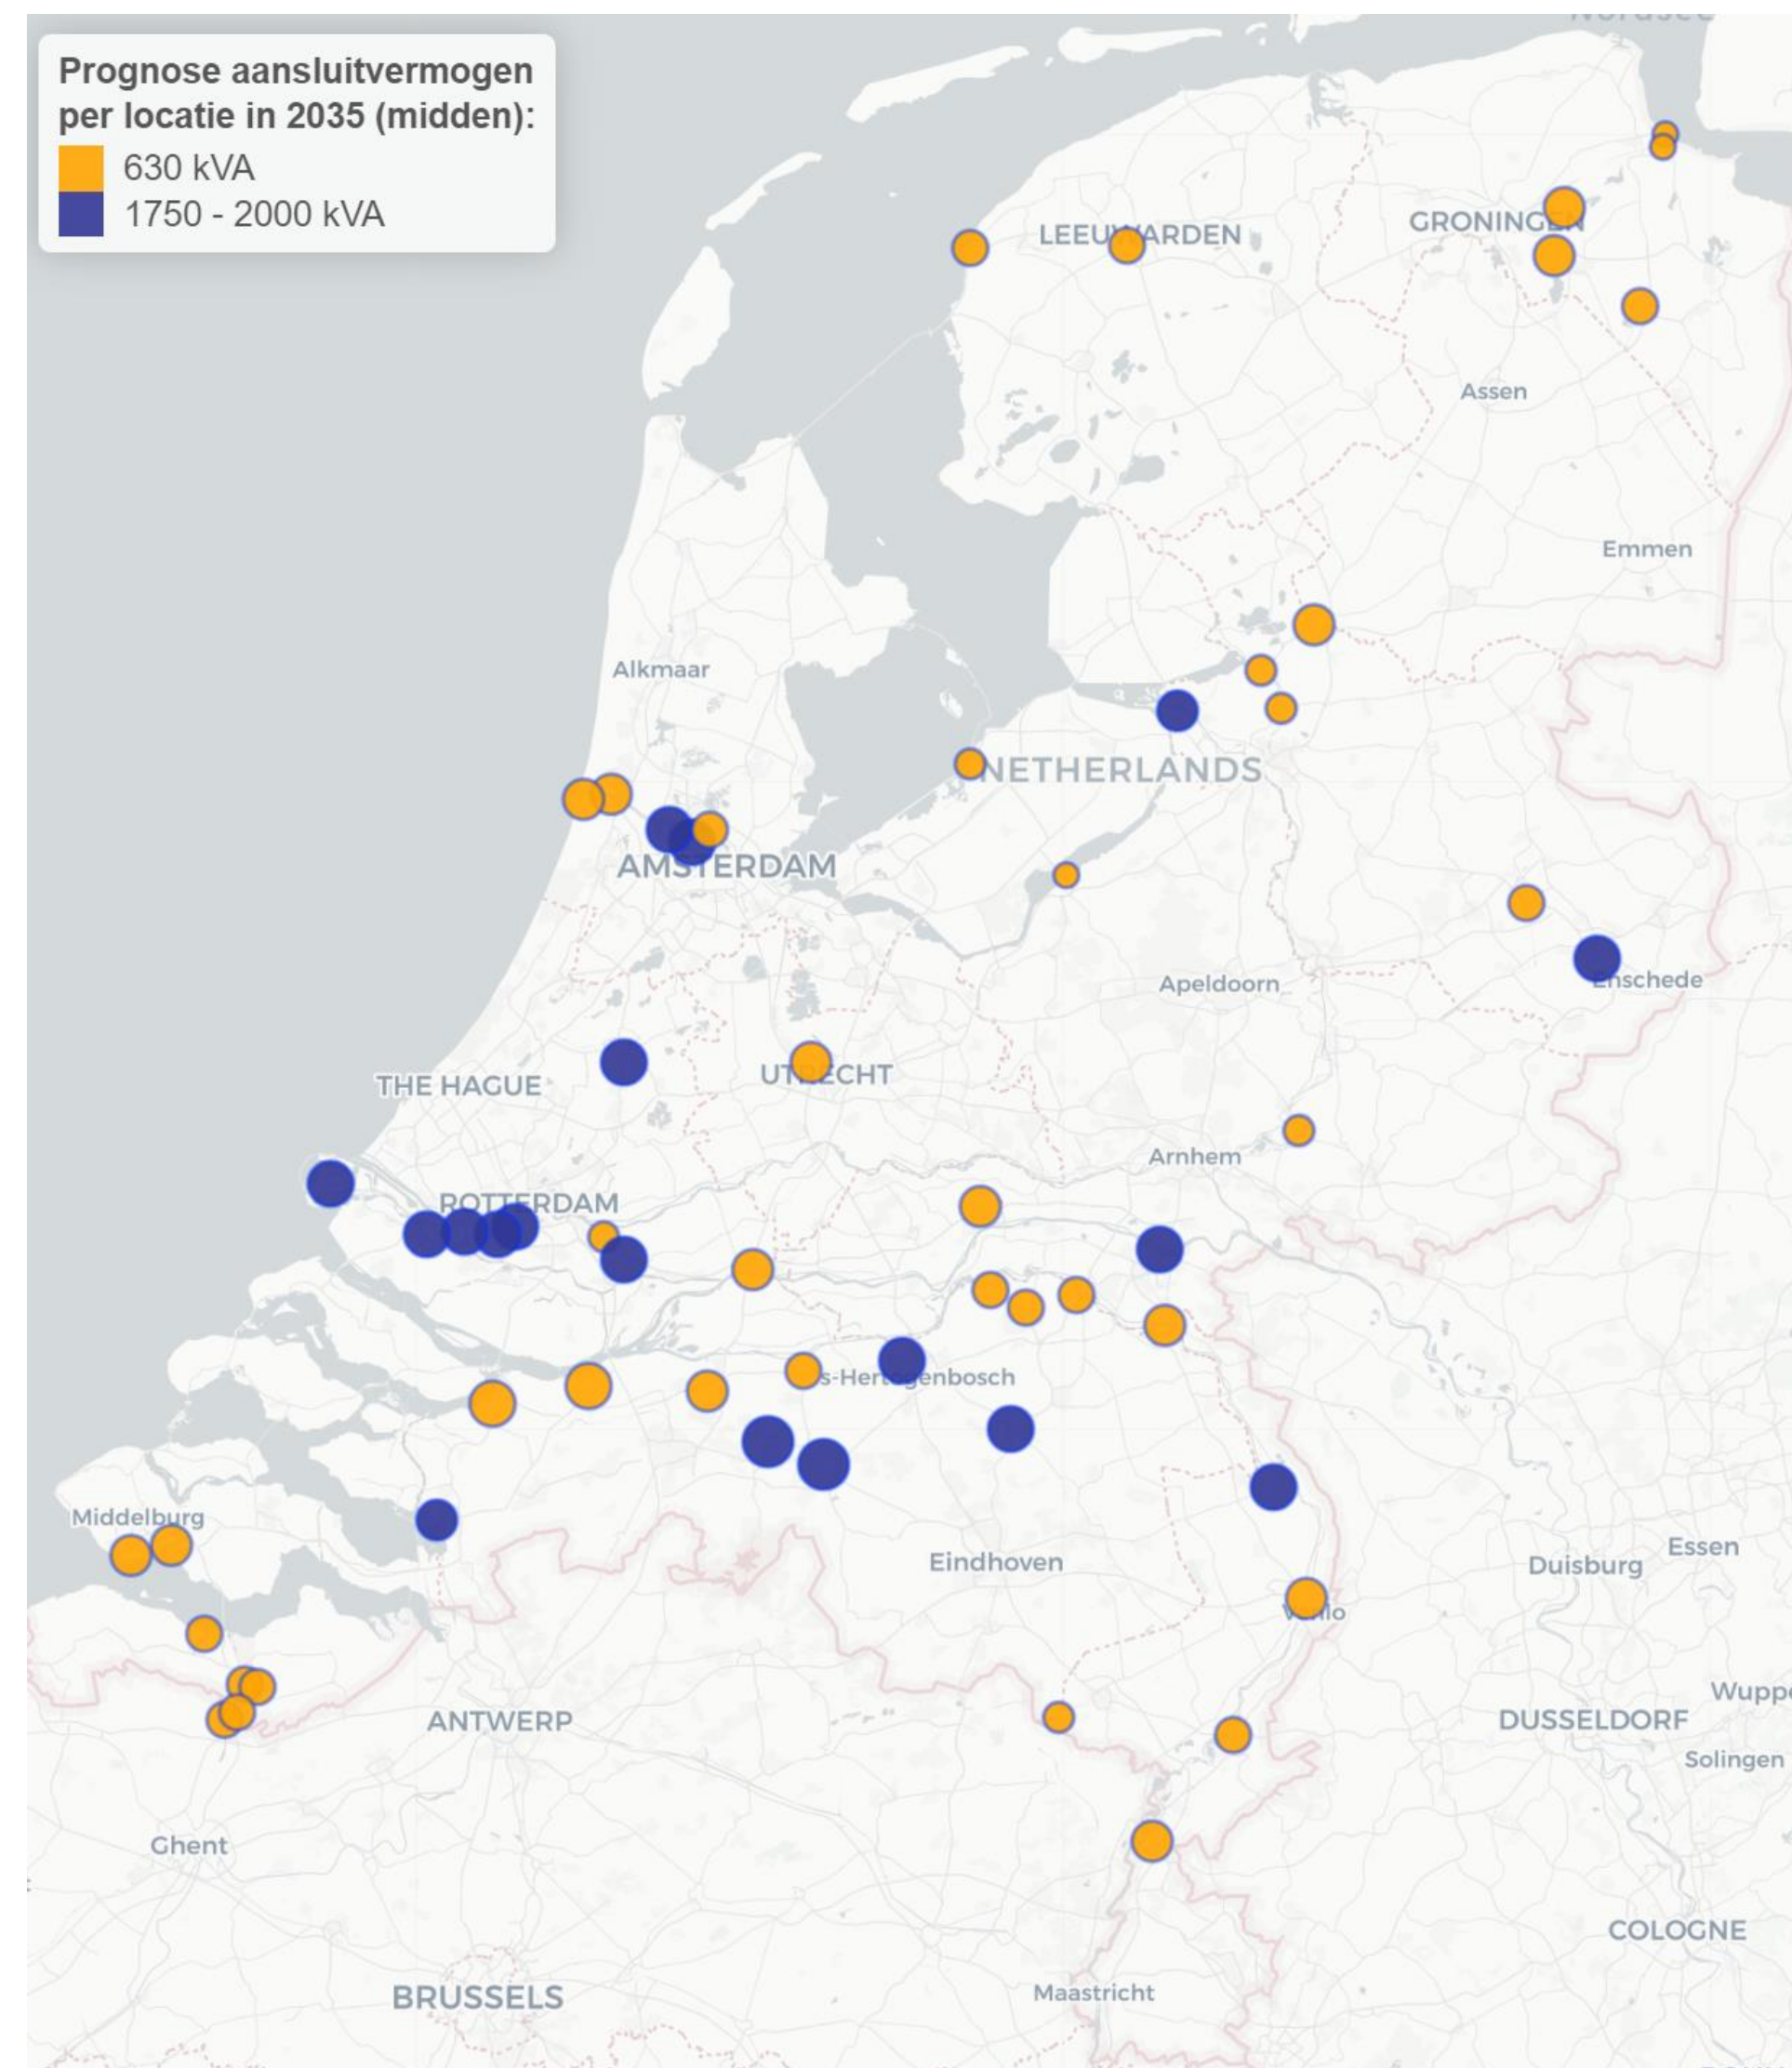 Prognose aansluitvermogen
per locatie in 2035 (midden):
630 kVA
1750 - 2000 kVA
LEEUWARDEN
GRONINGEN
Assen
Emmen
Alkmaar
NETHERLANDS
AMSTERDAM
Apeldoorn
Enschede
THE HAGUE
UTRECHT
Arnhem
ROTTERDAM
s-Hertogenbosch
Middelburg
Eindhoven
Duisburg
Essen
Venlo
ANTWERP
DUSSELDORF
Wuppe
Solingen
Ghent
COLOGNE
BRUSSELS
Maastricht